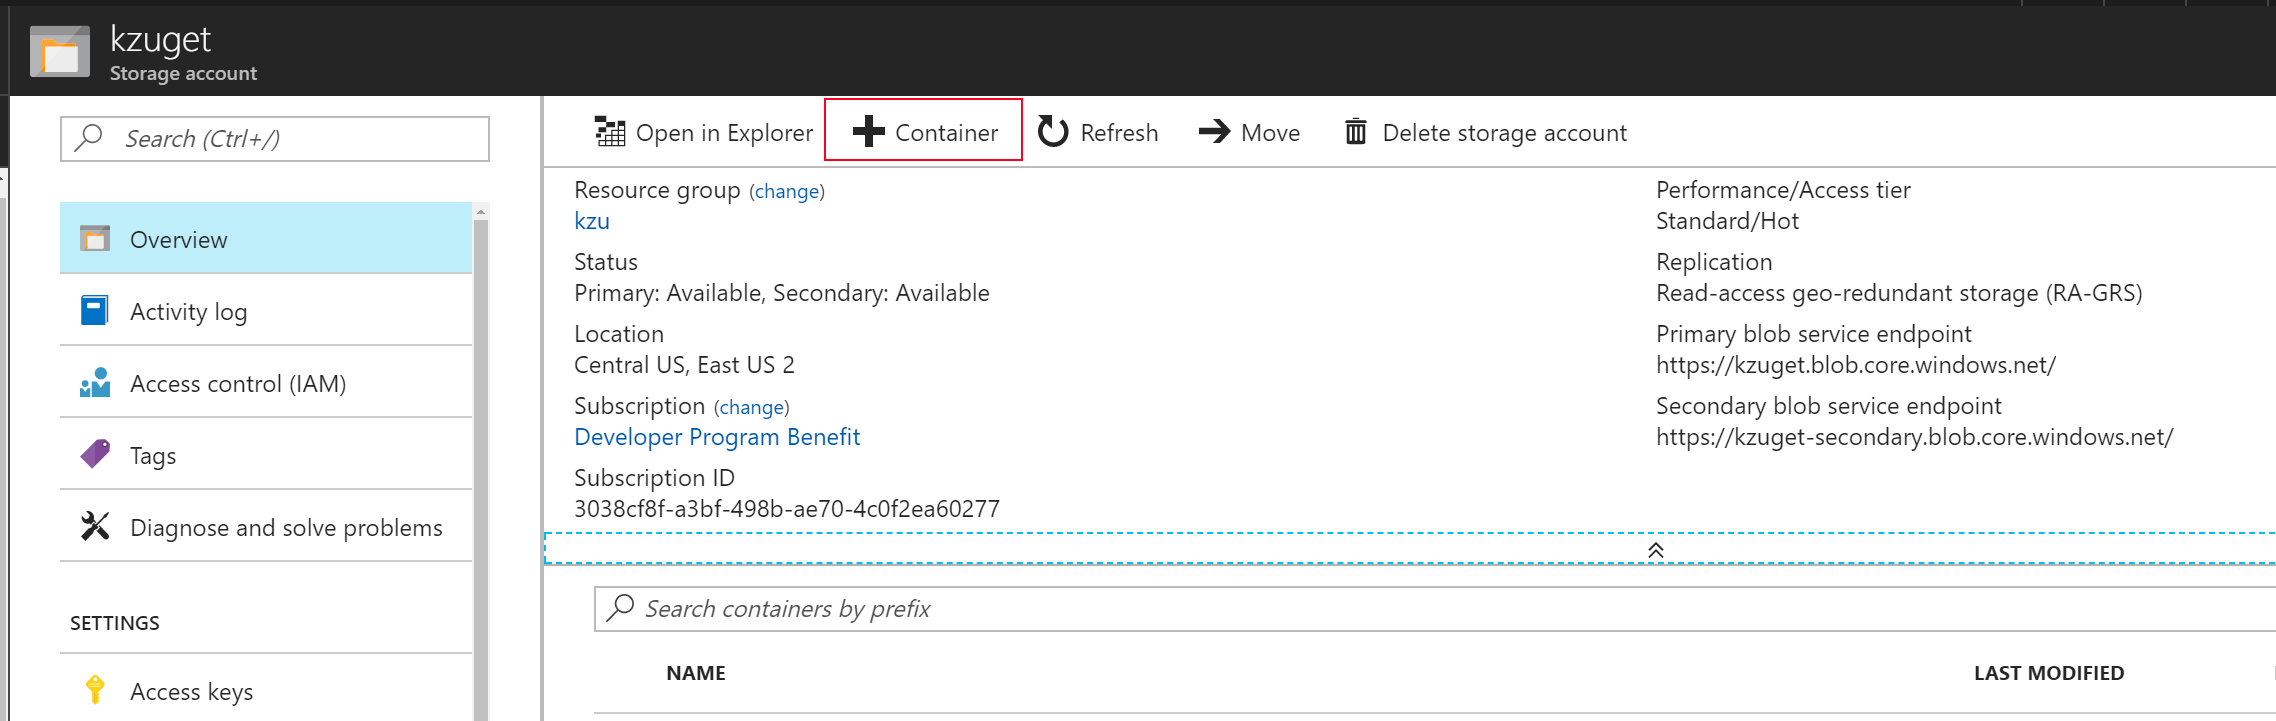 kzuget
Storage account
Search (Ctrl+/)
Overview
Activity log
Access control (IAM)
Tags
Diagnose and solve problems
SETTINGS
Access keys
Open in Explorer Container Refresh Move Delete storage account
Resource group (change)
kzu
Status
Primary: Available, Secondary: Available
Location
Central US, East US 2
Subscription (change)
Developer Program Benefit
Subscription ID
3038cf8f-a3bf-498b-ae70-4c0f2ea60277
Performance/Access tier
Standard/Hot
Replication
Read-access geo-redundant storage (RA-GRS)
Primary blob service endpoint
https://kzuget.blob.core.windows.net/
Secondary blob service endpoint
https://kzuget-secondary.blob.core.windows.net/
Search containers by prefix
NAME LAST MODIFIED